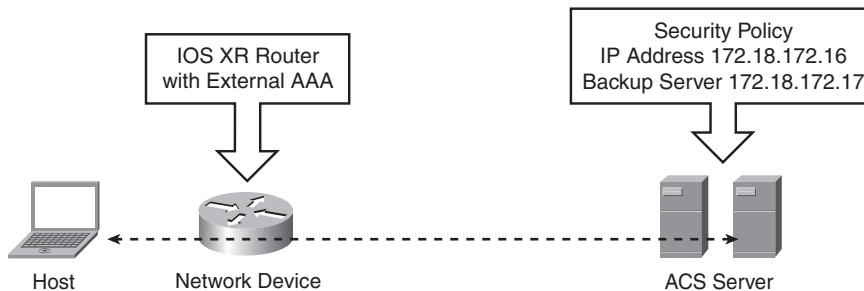 IOS XR Router
with External AAA
Security Policy
IP Address 172.18.172.16
Backup Server 172.18.172.17
Host
Network Device
ACS Server